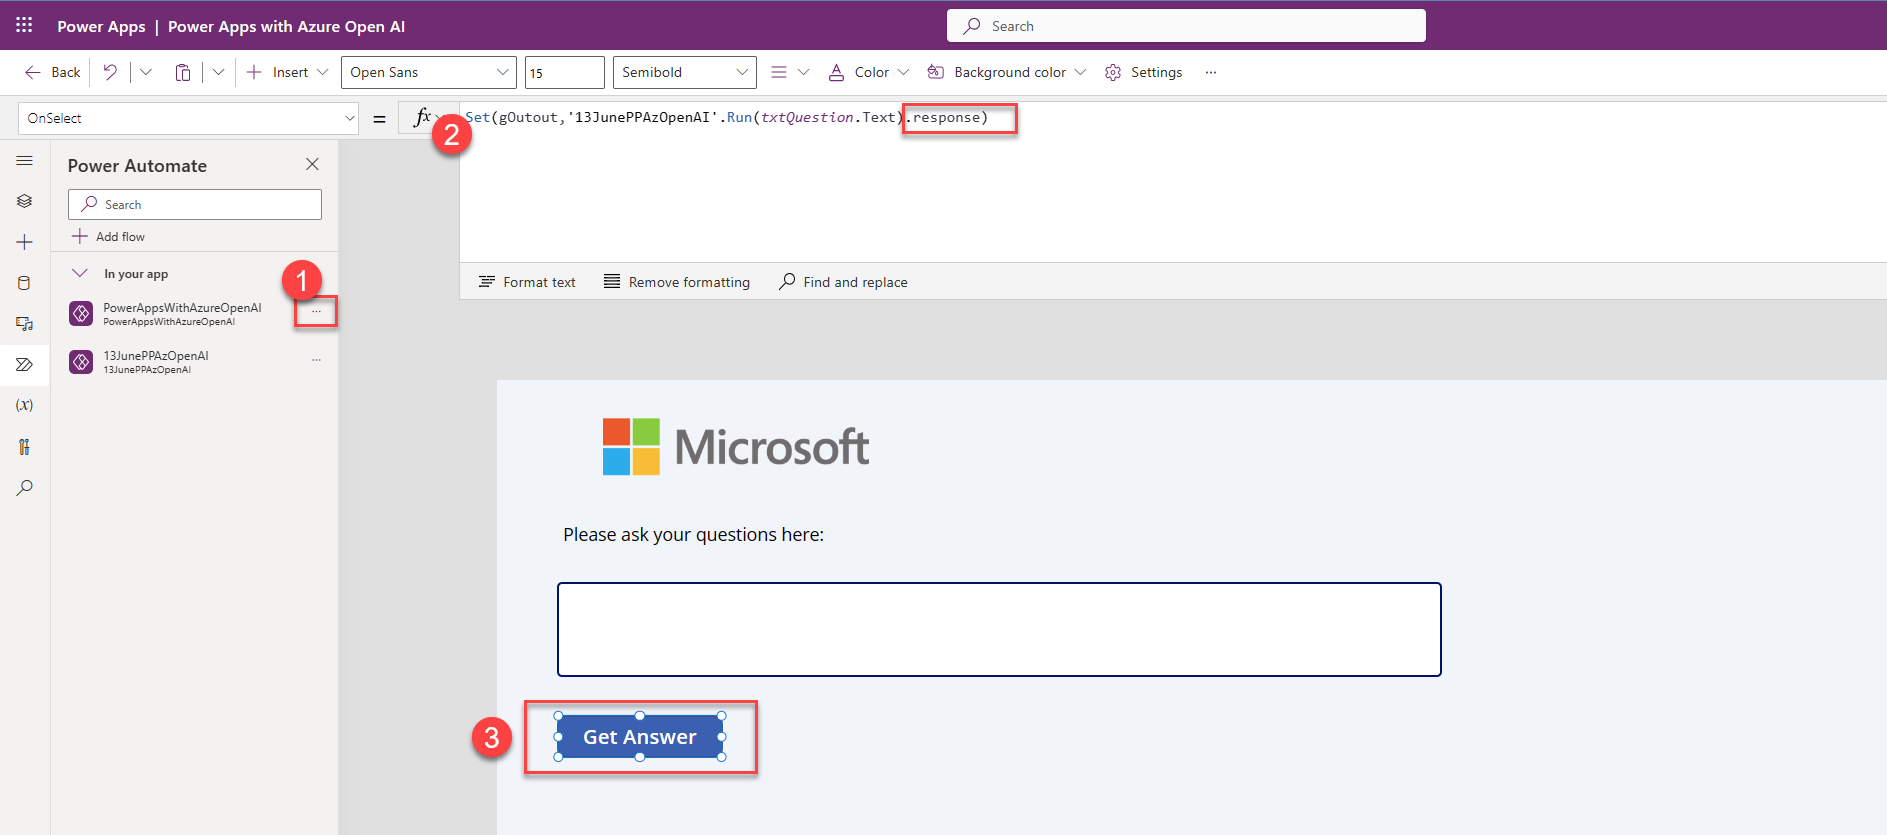 Power Apps | Power Apps with Azure Open AI
Search
Back
Insert
Open Sans
15
Semibold
Color
Background color
Settings
...
OnSelect
=
fx
2
Set(gOutout,'13JunePPAzOpenAI'.Run(txtQuestion.Text).response)
Power Automate
Search
Add flow
In your app
1
PowerAppsWithAzureOpenAI
PowerAppsWithAzureOpenAI
...
13JunePPAzOpenAI
13JunePPAzOpenAI
...
(x)
Format text
Remove formatting
Find and replace
Microsoft
Please ask your questions here:
3
Get Answer